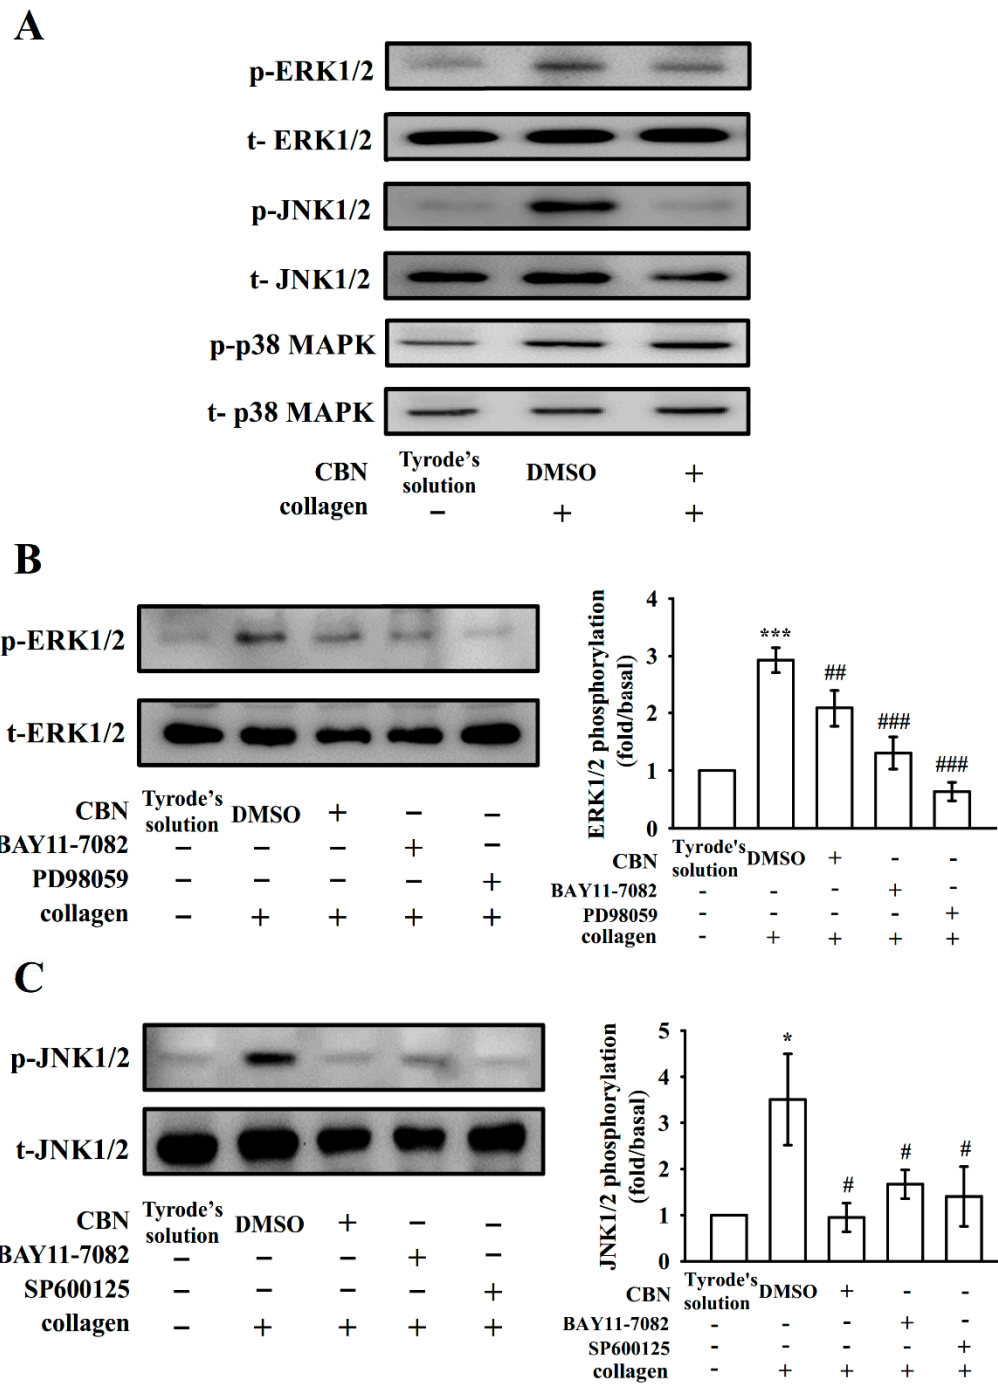 A
p-ERK1/2
t- ERK1/2
p-JNK1/2
t- JNK1/2
p-p38 MAPK
t- p38 MAPK
CBN Tyrode's solution DMSO +
collagen – + +
B
p-ERK1/2
t-ERK1/2
CBN Tyrode's solution DMSO + – –
BAY11-7082 – – – + –
PD98059 – – – – +
collagen – + + + +
ERK1/2 phosphorylation
(fold/basal)
4
3
2
1
0
***
##
###
###
CBN Tyrode's solution DMSO + - -
BAY11-7082 - - - + -
PD98059 - - - - +
collagen - + + + +
C
p-JNK1/2
t-JNK1/2
CBN Tyrode's solution DMSO + – –
BAY11-7082 – – – + –
SP600125 – – – – +
collagen – + + + +
JNK1/2 phosphorylation
(fold/basal)
5
4
3
2
1
0
*
#
#
#
CBN Tyrode's solution DMSO + - -
BAY11-7082 - - - + -
SP600125 - - - - +
collagen - + + + +